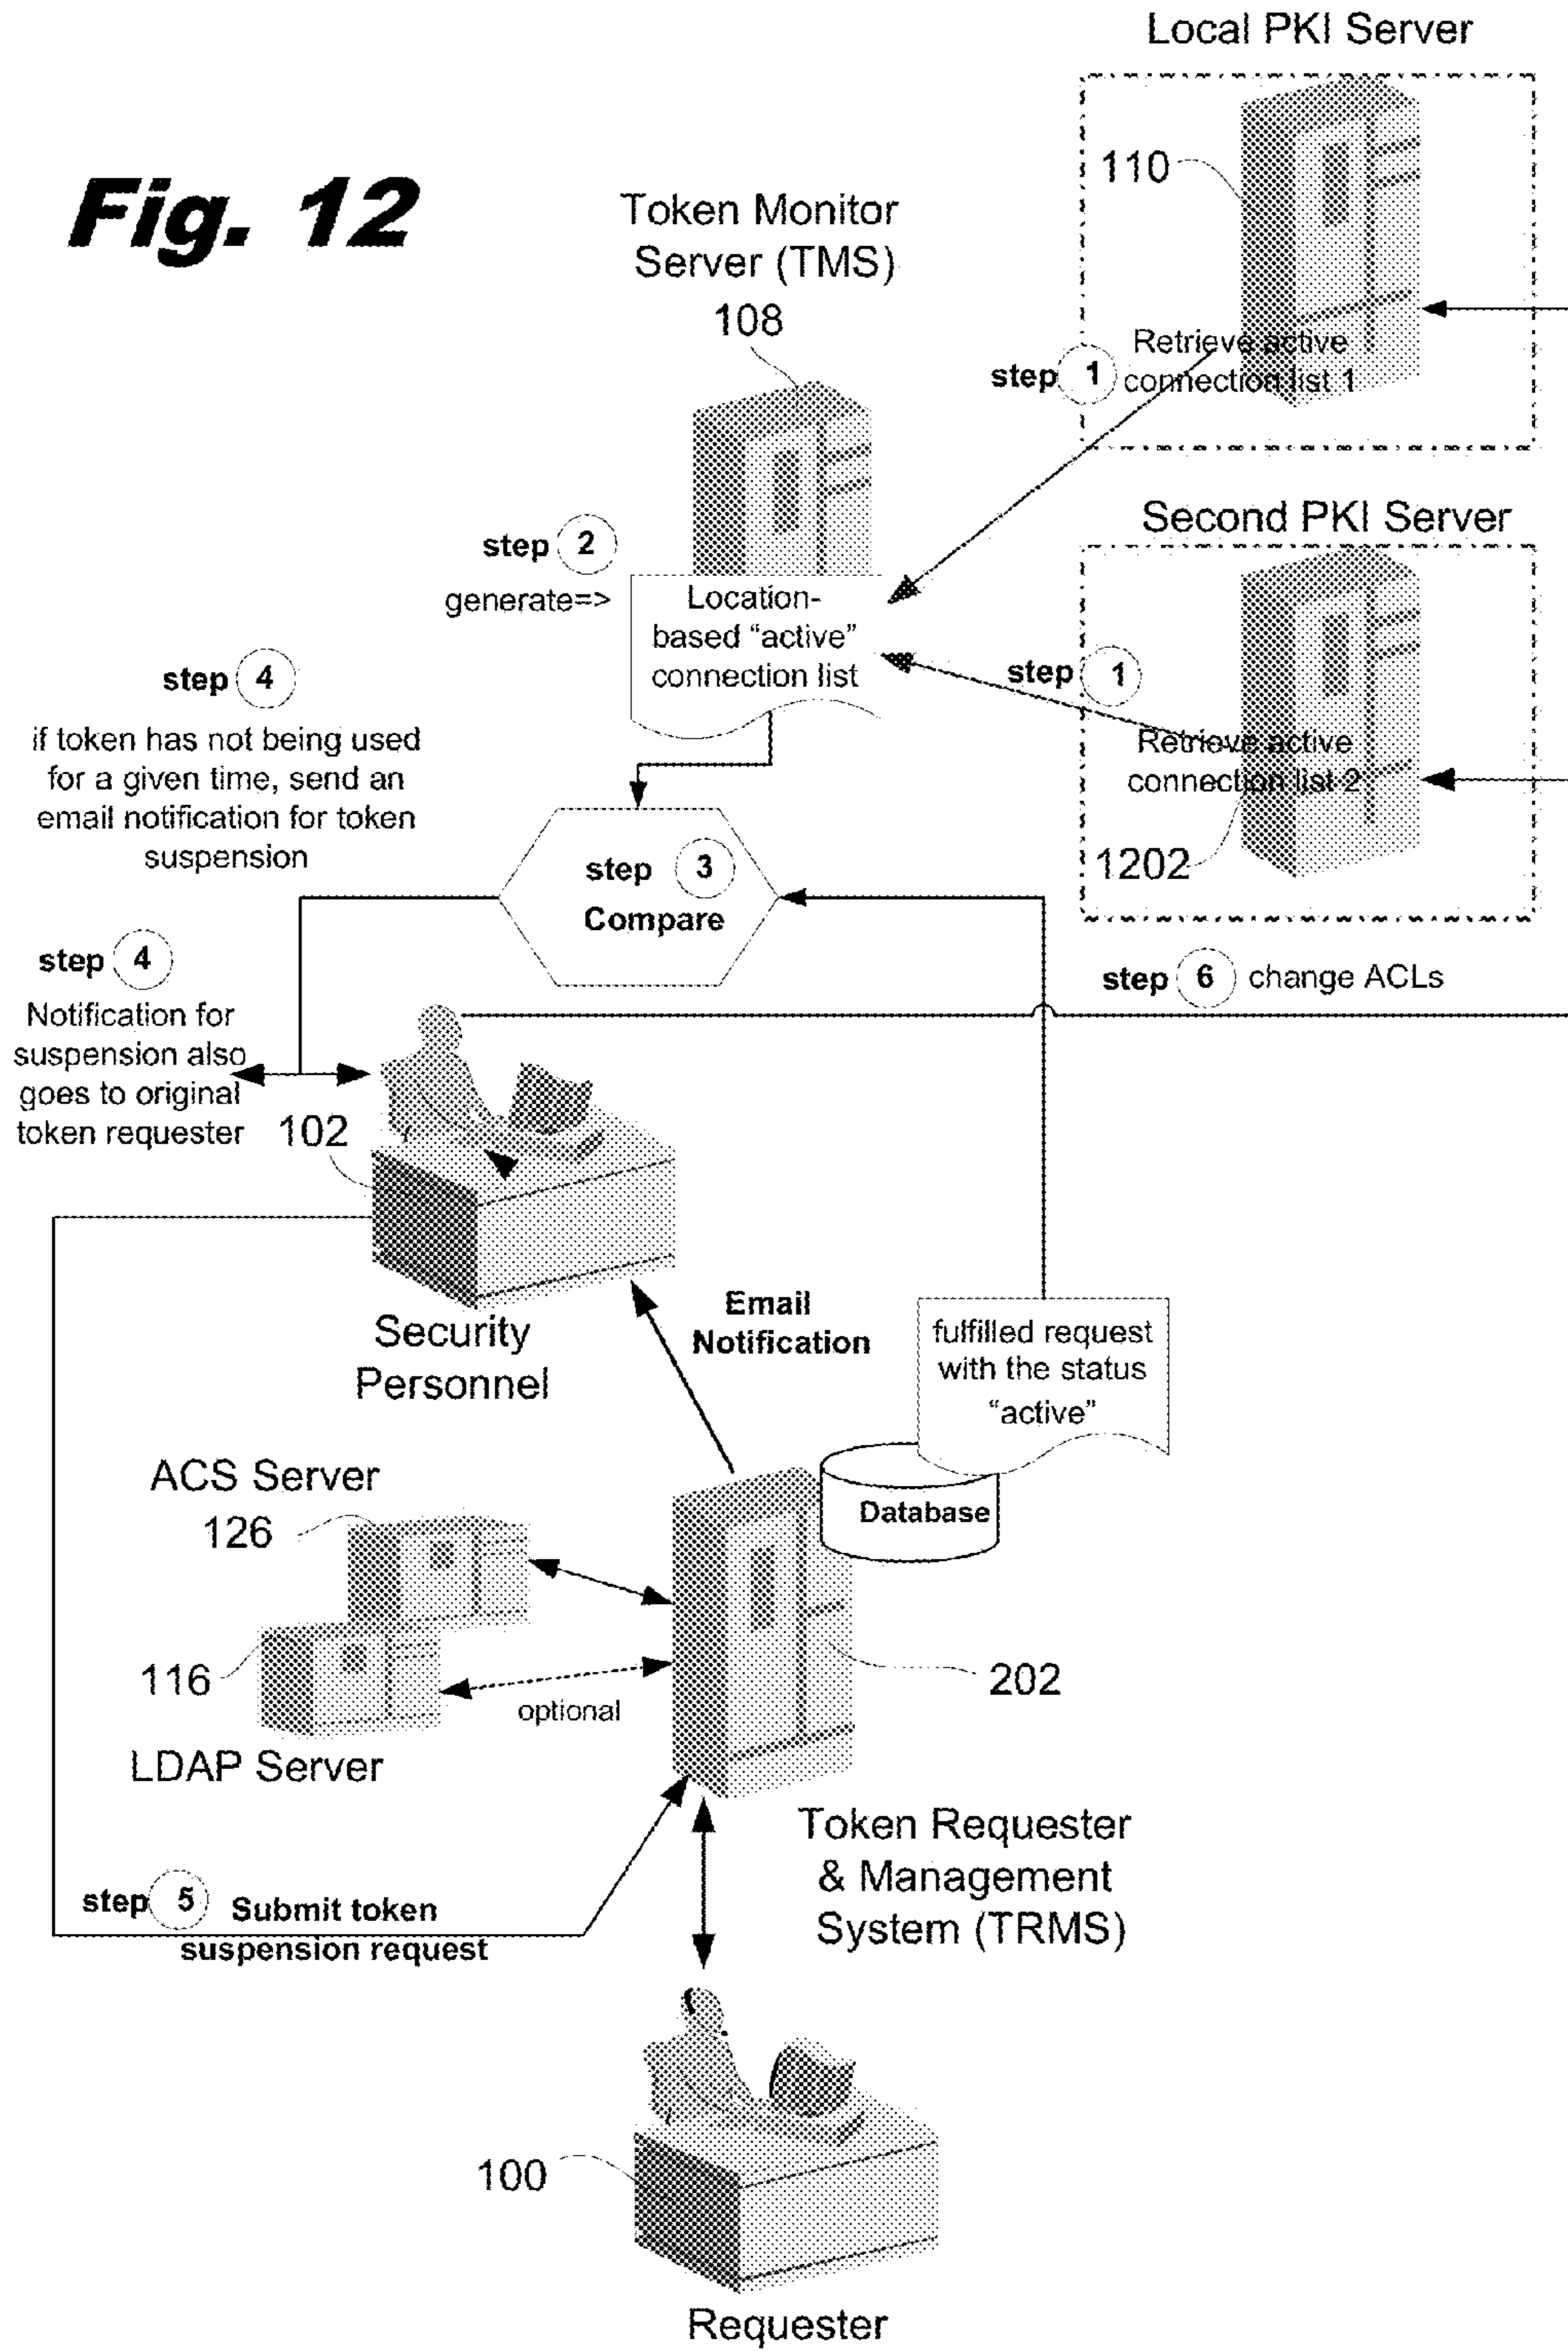 Local PKI Server
110
Fig. 12
Token Monitor
Server (TMS)
108
step 1 Retrieve active
connection list 1
Second PKI Server
step 2
generate=>
Location-
based “active”
connection list
step 1
Retrieve active
connection list 2
1202
step 4
if token has not being used
for a given time, send an
email notification for token
suspension
step 3
Compare
step 4
Notification for
suspension also
goes to original
token requester
102
step 6 change ACLs
Security
Personnel
Email
Notification
fulfilled request
with the status
“active”
Database
ACS Server
126
116
optional
LDAP Server
202
Token Requester
& Management
System (TRMS)
step 5 Submit token
suspension request
100
Requester